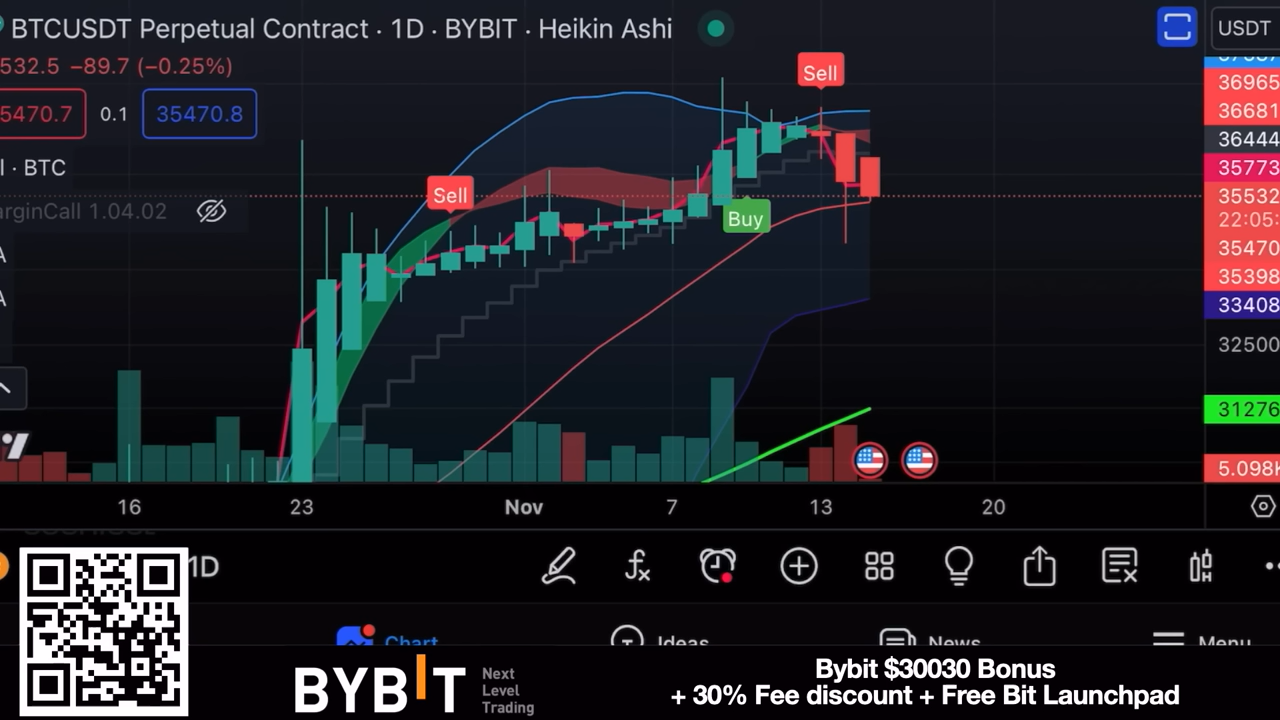 BTCUSDT Perpetual Contract · 1D · BYBIT · Heikin Ashi
USDT
532.5 −89.7 (−0.25%)
5470.7 0.1 35470.8
l · BTC
arginCall 1.04.02
A
A
Sell
Sell
Buy
36965
36681
36444
35773
35532
22:05:
35470
35398
33408
32500
31276
5.098K
16 23 Nov 7 13 20
1D
Chart Ideas News Menu
BYBIT
Next
Level
Trading
Bybit $30030 Bonus
+ 30% Fee discount + Free Bit Launchpad